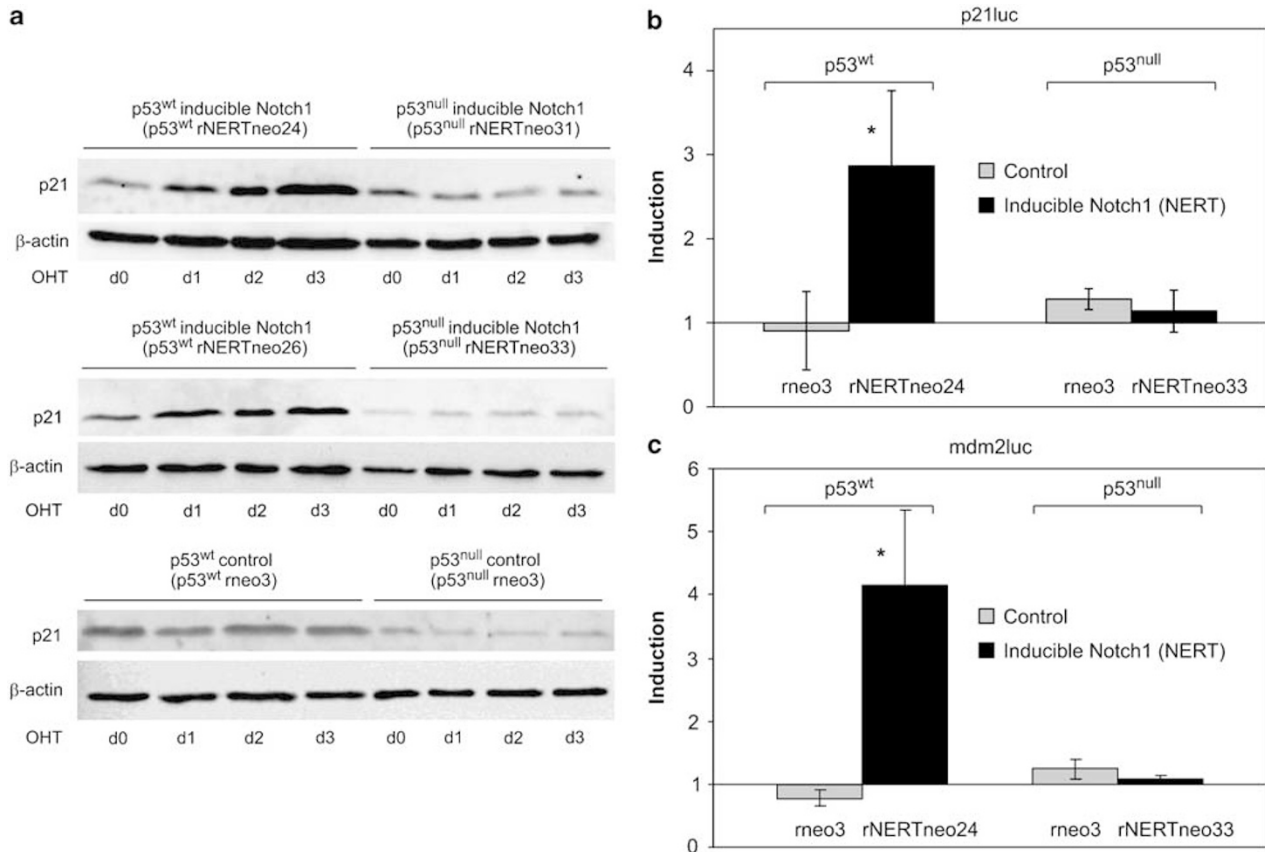 a
p53wt inducible Notch1 p53null inducible Notch1
(p53wt rNERTneo24) (p53null rNERTneo31)
p21
β-actin
OHT d0 d1 d2 d3 d0 d1 d2 d3
p53wt inducible Notch1 p53null inducible Notch1
(p53wt rNERTneo26) (p53null rNERTneo33)
p21
β-actin
OHT d0 d1 d2 d3 d0 d1 d2 d3
p53wt control p53null control
(p53wt rneo3) (p53null rneo3)
p21
β-actin
OHT d0 d1 d2 d3 d0 d1 d2 d3
b
p21luc
p53wt p53null
4
*
3
Control
Inducible Notch1 (NERT)
2
1
0
Induction
rneo3 rNERTneo24 rneo3 rNERTneo33
c
mdm2luc
p53wt p53null
6
5
*
4
Control
Inducible Notch1 (NERT)
3
2
1
0
Induction
rneo3 rNERTneo24 rneo3 rNERTneo33